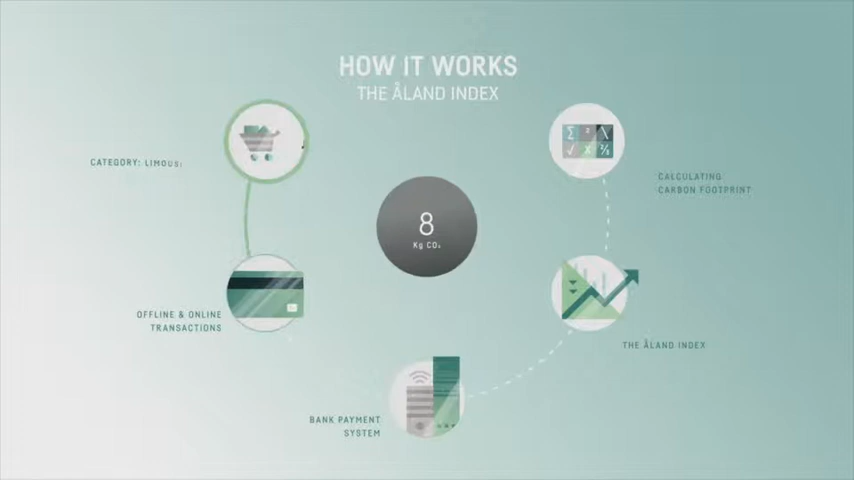 HOW IT WORKS
THE ÅLAND INDEX
CATEGORY:
CALCULATING
CARBON FOOTPRINT
8
Kg CO₂
OFFLINE & ONLINE
TRANSACTIONS
THE ÅLAND INDEX
BANK PAYMENT
SYSTEM